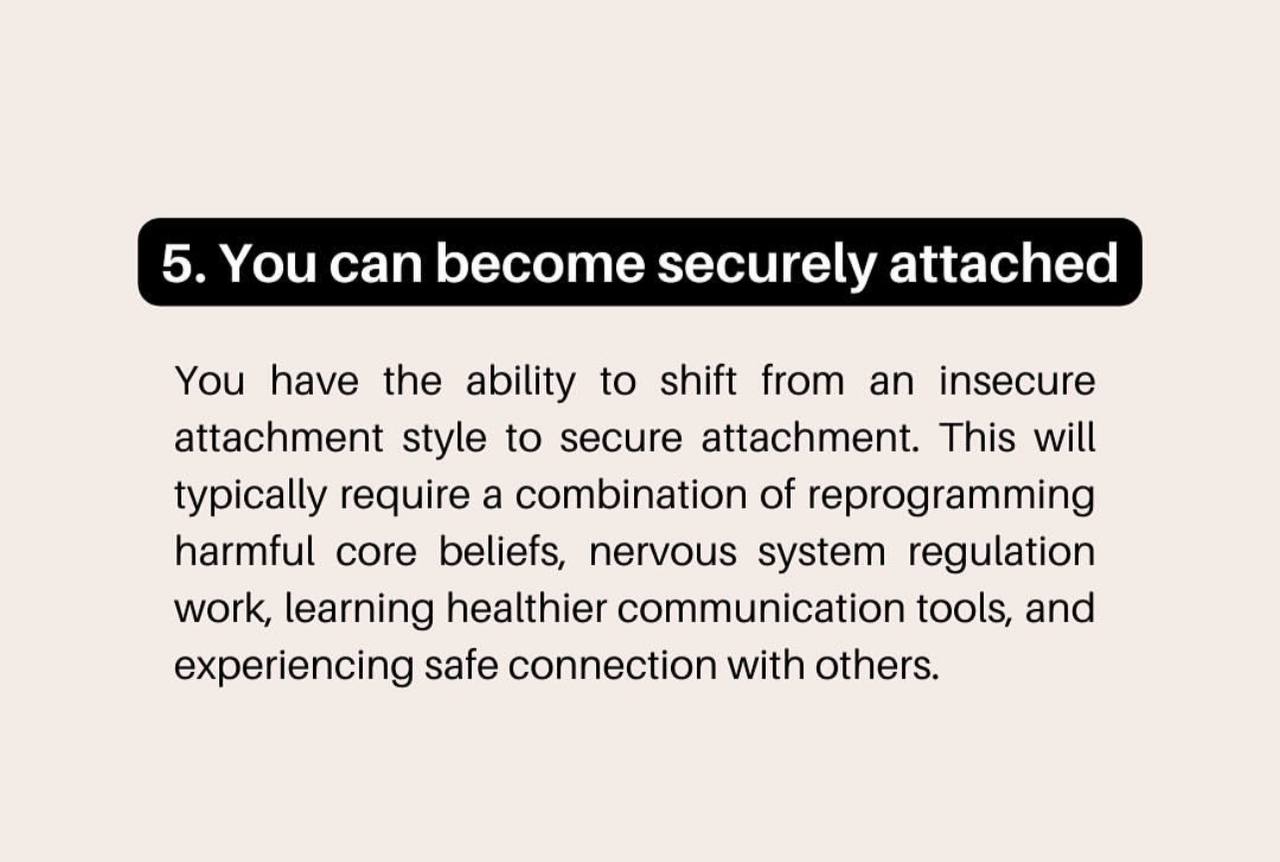 5. You can become securely attached
You have the ability to shift from an insecure
attachment style to secure attachment. This will
typically require a combination of reprogramming
harmful core beliefs, nervous system regulation
work, learning healthier communication tools, and
experiencing safe connection with others.